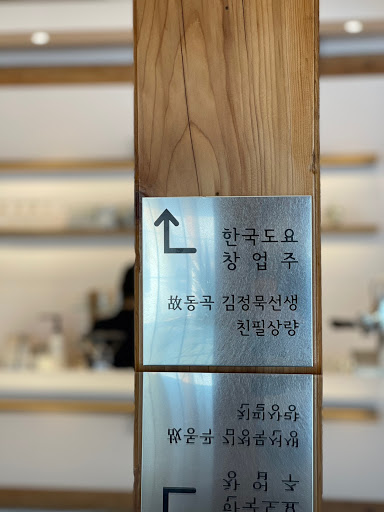 한국도요
창업주
故동곡 김정묵선생
친필상량